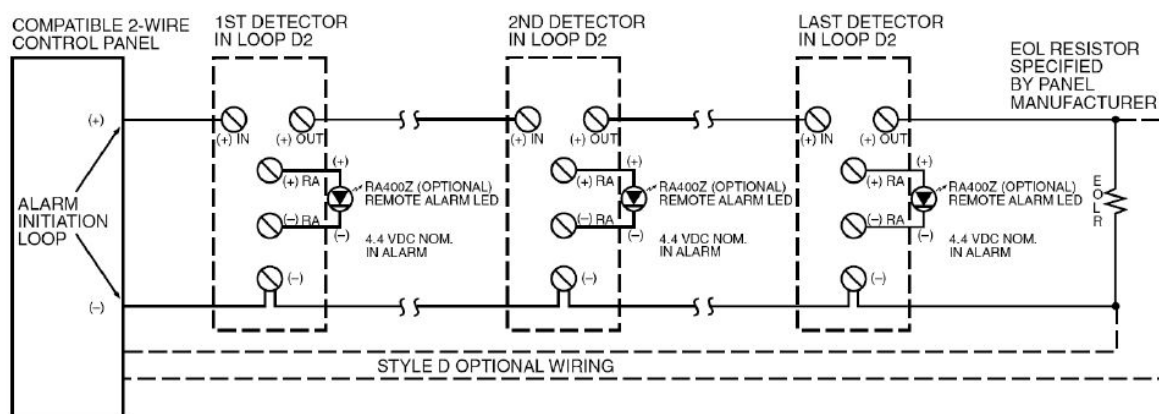 COMPATIBLE 2-WIRE
CONTROL PANEL
1ST DETECTOR
IN LOOP D2
2ND DETECTOR
IN LOOP D2
LAST DETECTOR
IN LOOP D2
EOL RESISTOR
SPECIFIED
BY PANEL
MANUFACTURER
(+)
ALARM
INITIATION
LOOP
(–)
(+) IN
(+) OUT
(+) RA
(+)
RA400Z (OPTIONAL)
REMOTE ALARM LED
(–) RA
(–)
4.4 VDC NOM.
IN ALARM
(–)
(+) IN
(+) OUT
(+) RA
(+)
RA400Z (OPTIONAL)
REMOTE ALARM LED
(–) RA
(–)
4.4 VDC NOM.
IN ALARM
(–)
(+) IN
(+) OUT
(+) RA
(+)
RA400Z (OPTIONAL)
REMOTE ALARM LED
(–) RA
(–)
4.4 VDC NOM.
IN ALARM
(–)
EOLR
STYLE D OPTIONAL WIRING